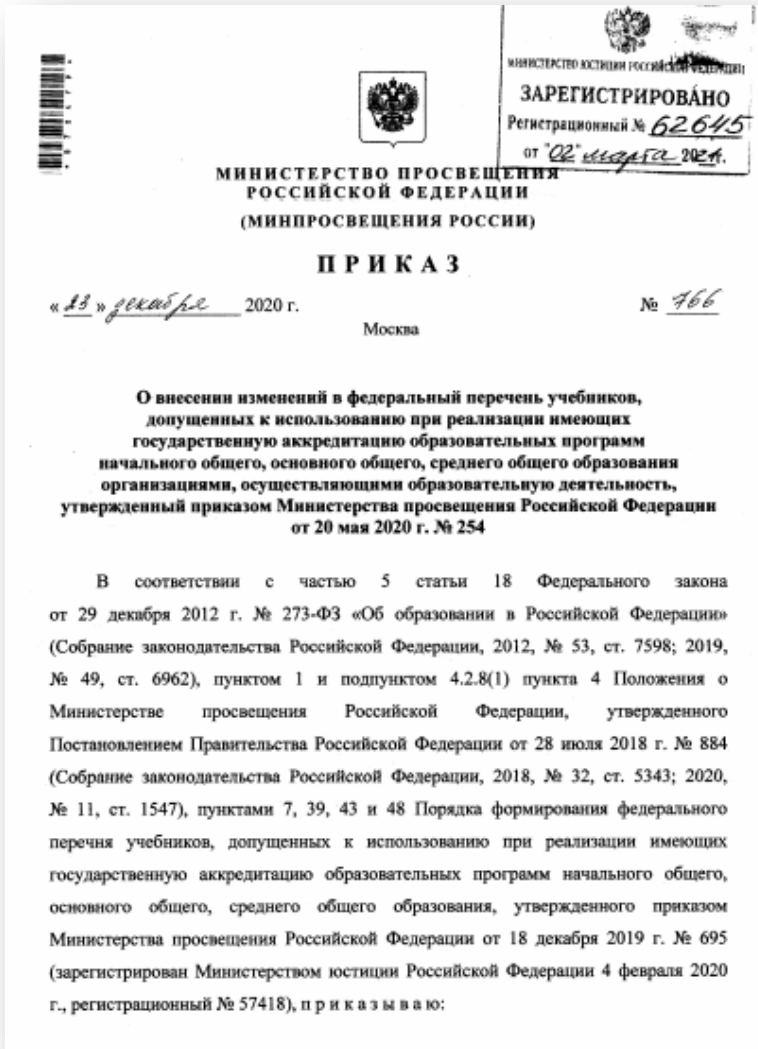 МИНИСТЕРСТВО ЮСТИЦИИ РОССИЙСКОЙ ФЕДЕРАЦИИ
ЗАРЕГИСТРИРОВАНО
Регистрационный № 62645
от "02" марта 2021.
МИНИСТЕРСТВО ПРОСВЕЩЕНИЯ
РОССИЙСКОЙ ФЕДЕРАЦИИ
(МИНПРОСВЕЩЕНИЯ РОССИИ)
ПРИКАЗ
« 23 » декабря 2020 г. № 766
Москва
О внесении изменений в федеральный перечень учебников,
допущенных к использованию при реализации имеющих
государственную аккредитацию образовательных программ
начального общего, основного общего, среднего общего образования
организациями, осуществляющими образовательную деятельность,
утвержденный приказом Министерства просвещения Российской Федерации
от 20 мая 2020 г. № 254
В соответствии с частью 5 статьи 18 Федерального закона
от 29 декабря 2012 г. № 273-ФЗ «Об образовании в Российской Федерации»
(Собрание законодательства Российской Федерации, 2012, № 53, ст. 7598; 2019,
№ 49, ст. 6962), пунктом 1 и подпунктом 4.2.8(1) пункта 4 Положения о
Министерстве просвещения Российской Федерации, утвержденного
Постановлением Правительства Российской Федерации от 28 июля 2018 г. № 884
(Собрание законодательства Российской Федерации, 2018, № 32, ст. 5343; 2020,
№ 11, ст. 1547), пунктами 7, 39, 43 и 48 Порядка формирования федерального
перечня учебников, допущенных к использованию при реализации имеющих
государственную аккредитацию образовательных программ начального общего,
основного общего, среднего общего образования, утвержденного приказом
Министерства просвещения Российской Федерации от 18 декабря 2019 г. № 695
(зарегистрирован Министерством юстиции Российской Федерации 4 февраля 2020
г., регистрационный № 57418), п р и к а з ы в а ю: